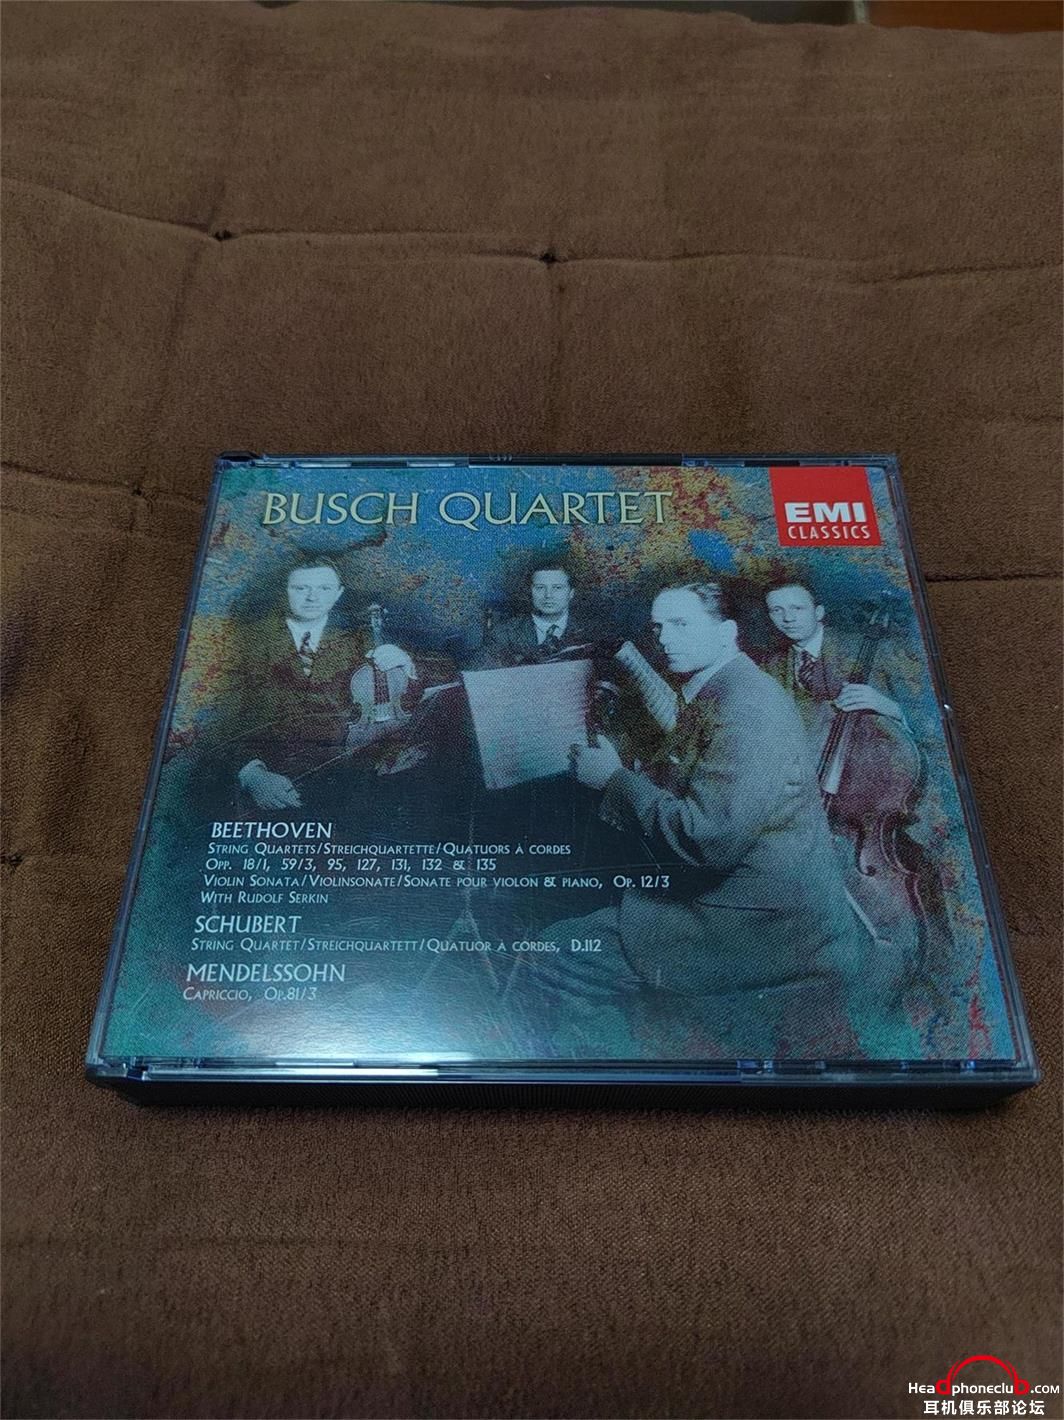 BUSCH QUARTET
EMI
CLASSICS
BEETHOVEN
STRING QUARTETS/STREICHQUARTETTE/QUATUORS À CORDES
OPP. 18/1, 59/3, 95, 127, 131, 132 & 135
VIOLIN SONATA/VIOLINSONATE/SONATE POUR VIOLON & PIANO, OP. 12/3
WITH RUDOLF SERKIN
SCHUBERT
STRING QUARTET/STREICHQUARTETT/QUATUOR À CORDES, D.112
MENDELSSOHN
CAPRICCIO, OP.81/3
Headphoneclub.com
耳机俱乐部论坛